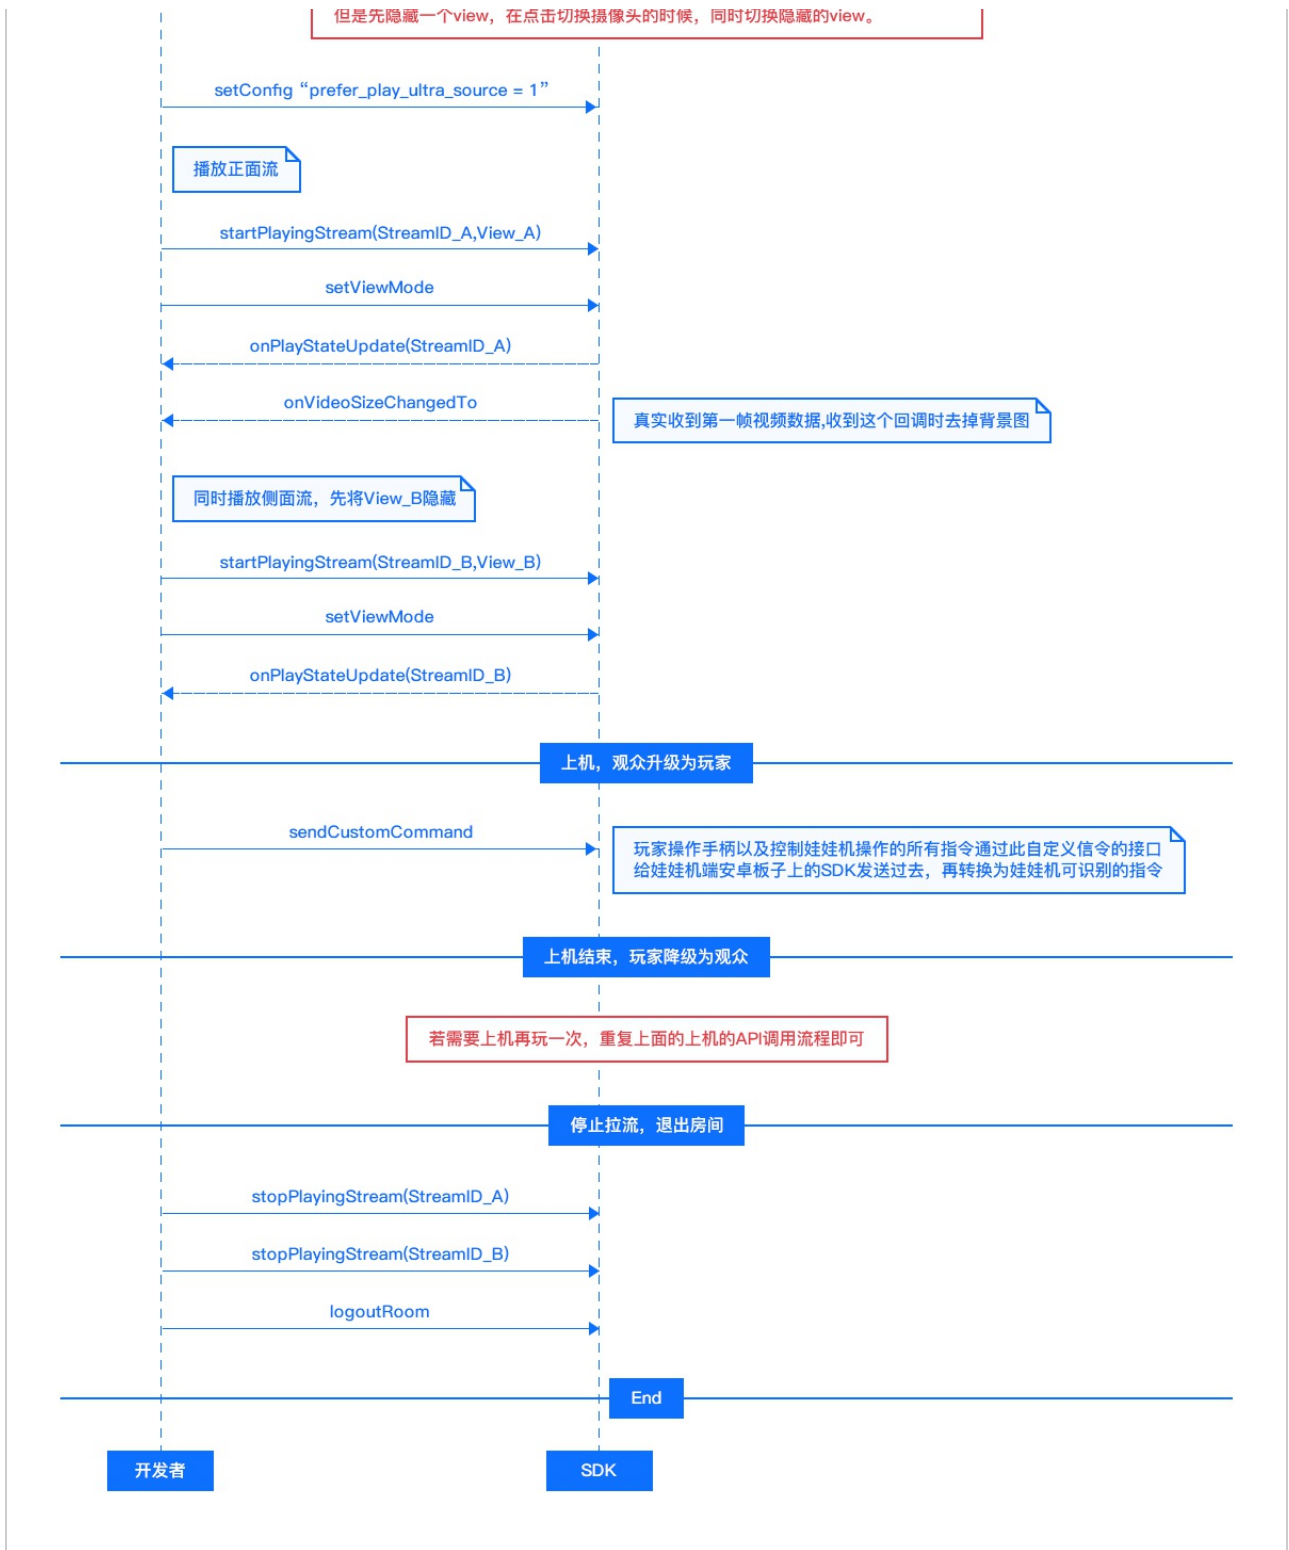 但是先隐藏一个view，在点击切换摄像头的时候，同时切换隐藏的view。
setConfig “prefer_play_ultra_source = 1”
播放正面流
startPlayingStream(StreamID_A,View_A)
setViewMode
onPlayStateUpdate(StreamID_A)
onVideoSizeChangedTo
真实收到第一帧视频数据,收到这个回调时去掉背景图
同时播放侧面流，先将View_B隐藏
startPlayingStream(StreamID_B,View_B)
setViewMode
onPlayStateUpdate(StreamID_B)
上机，观众升级为玩家
sendCustomCommand
玩家操作手柄以及控制娃娃机操作的所有指令通过此自定义信令的接口
给娃娃机端安卓板子上的SDK发送过去，再转换为娃娃机可识别的指令
上机结束，玩家降级为观众
若需要上机再玩一次，重复上面的上机的API调用流程即可
停止拉流，退出房间
stopPlayingStream(StreamID_A)
stopPlayingStream(StreamID_B)
logoutRoom
End
开发者
SDK